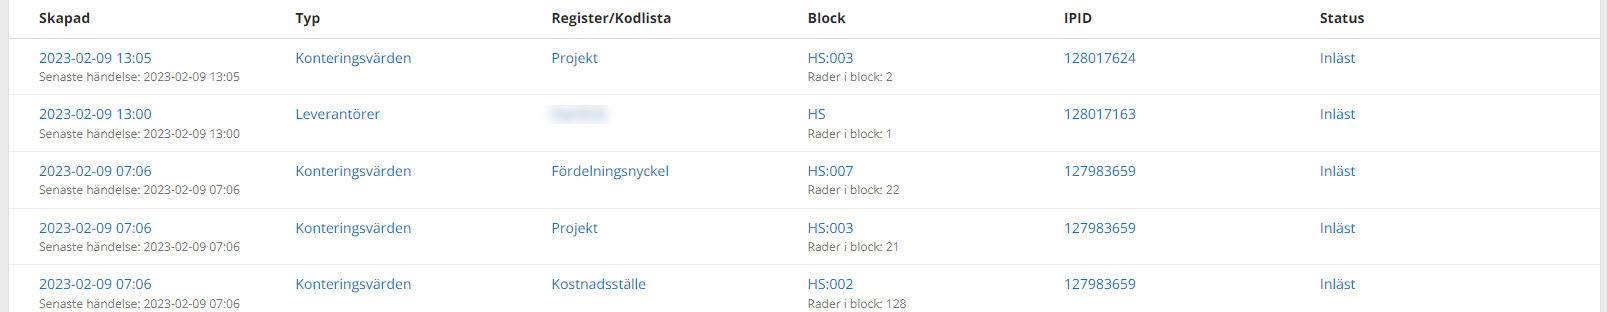 Skapad Typ Register/Kodlista Block IPID Status
2023-02-09 13:05 Konteringsvärden Projekt HS:003 128017624 Inläst
Senaste händelse: 2023-02-09 13:05 Rader i block: 2
2023-02-09 13:00 Leverantörer HS 128017163 Inläst
Senaste händelse: 2023-02-09 13:00 Rader i block: 1
2023-02-09 07:06 Konteringsvärden Fördelningsnyckel HS:007 127983659 Inläst
Senaste händelse: 2023-02-09 07:06 Rader i block: 22
2023-02-09 07:06 Konteringsvärden Projekt HS:003 127983659 Inläst
Senaste händelse: 2023-02-09 07:06 Rader i block: 21
2023-02-09 07:06 Konteringsvärden Kostnadsställe HS:002 127983659 Inläst
Senaste händelse: 2023-02-09 07:06 Rader i block: 128